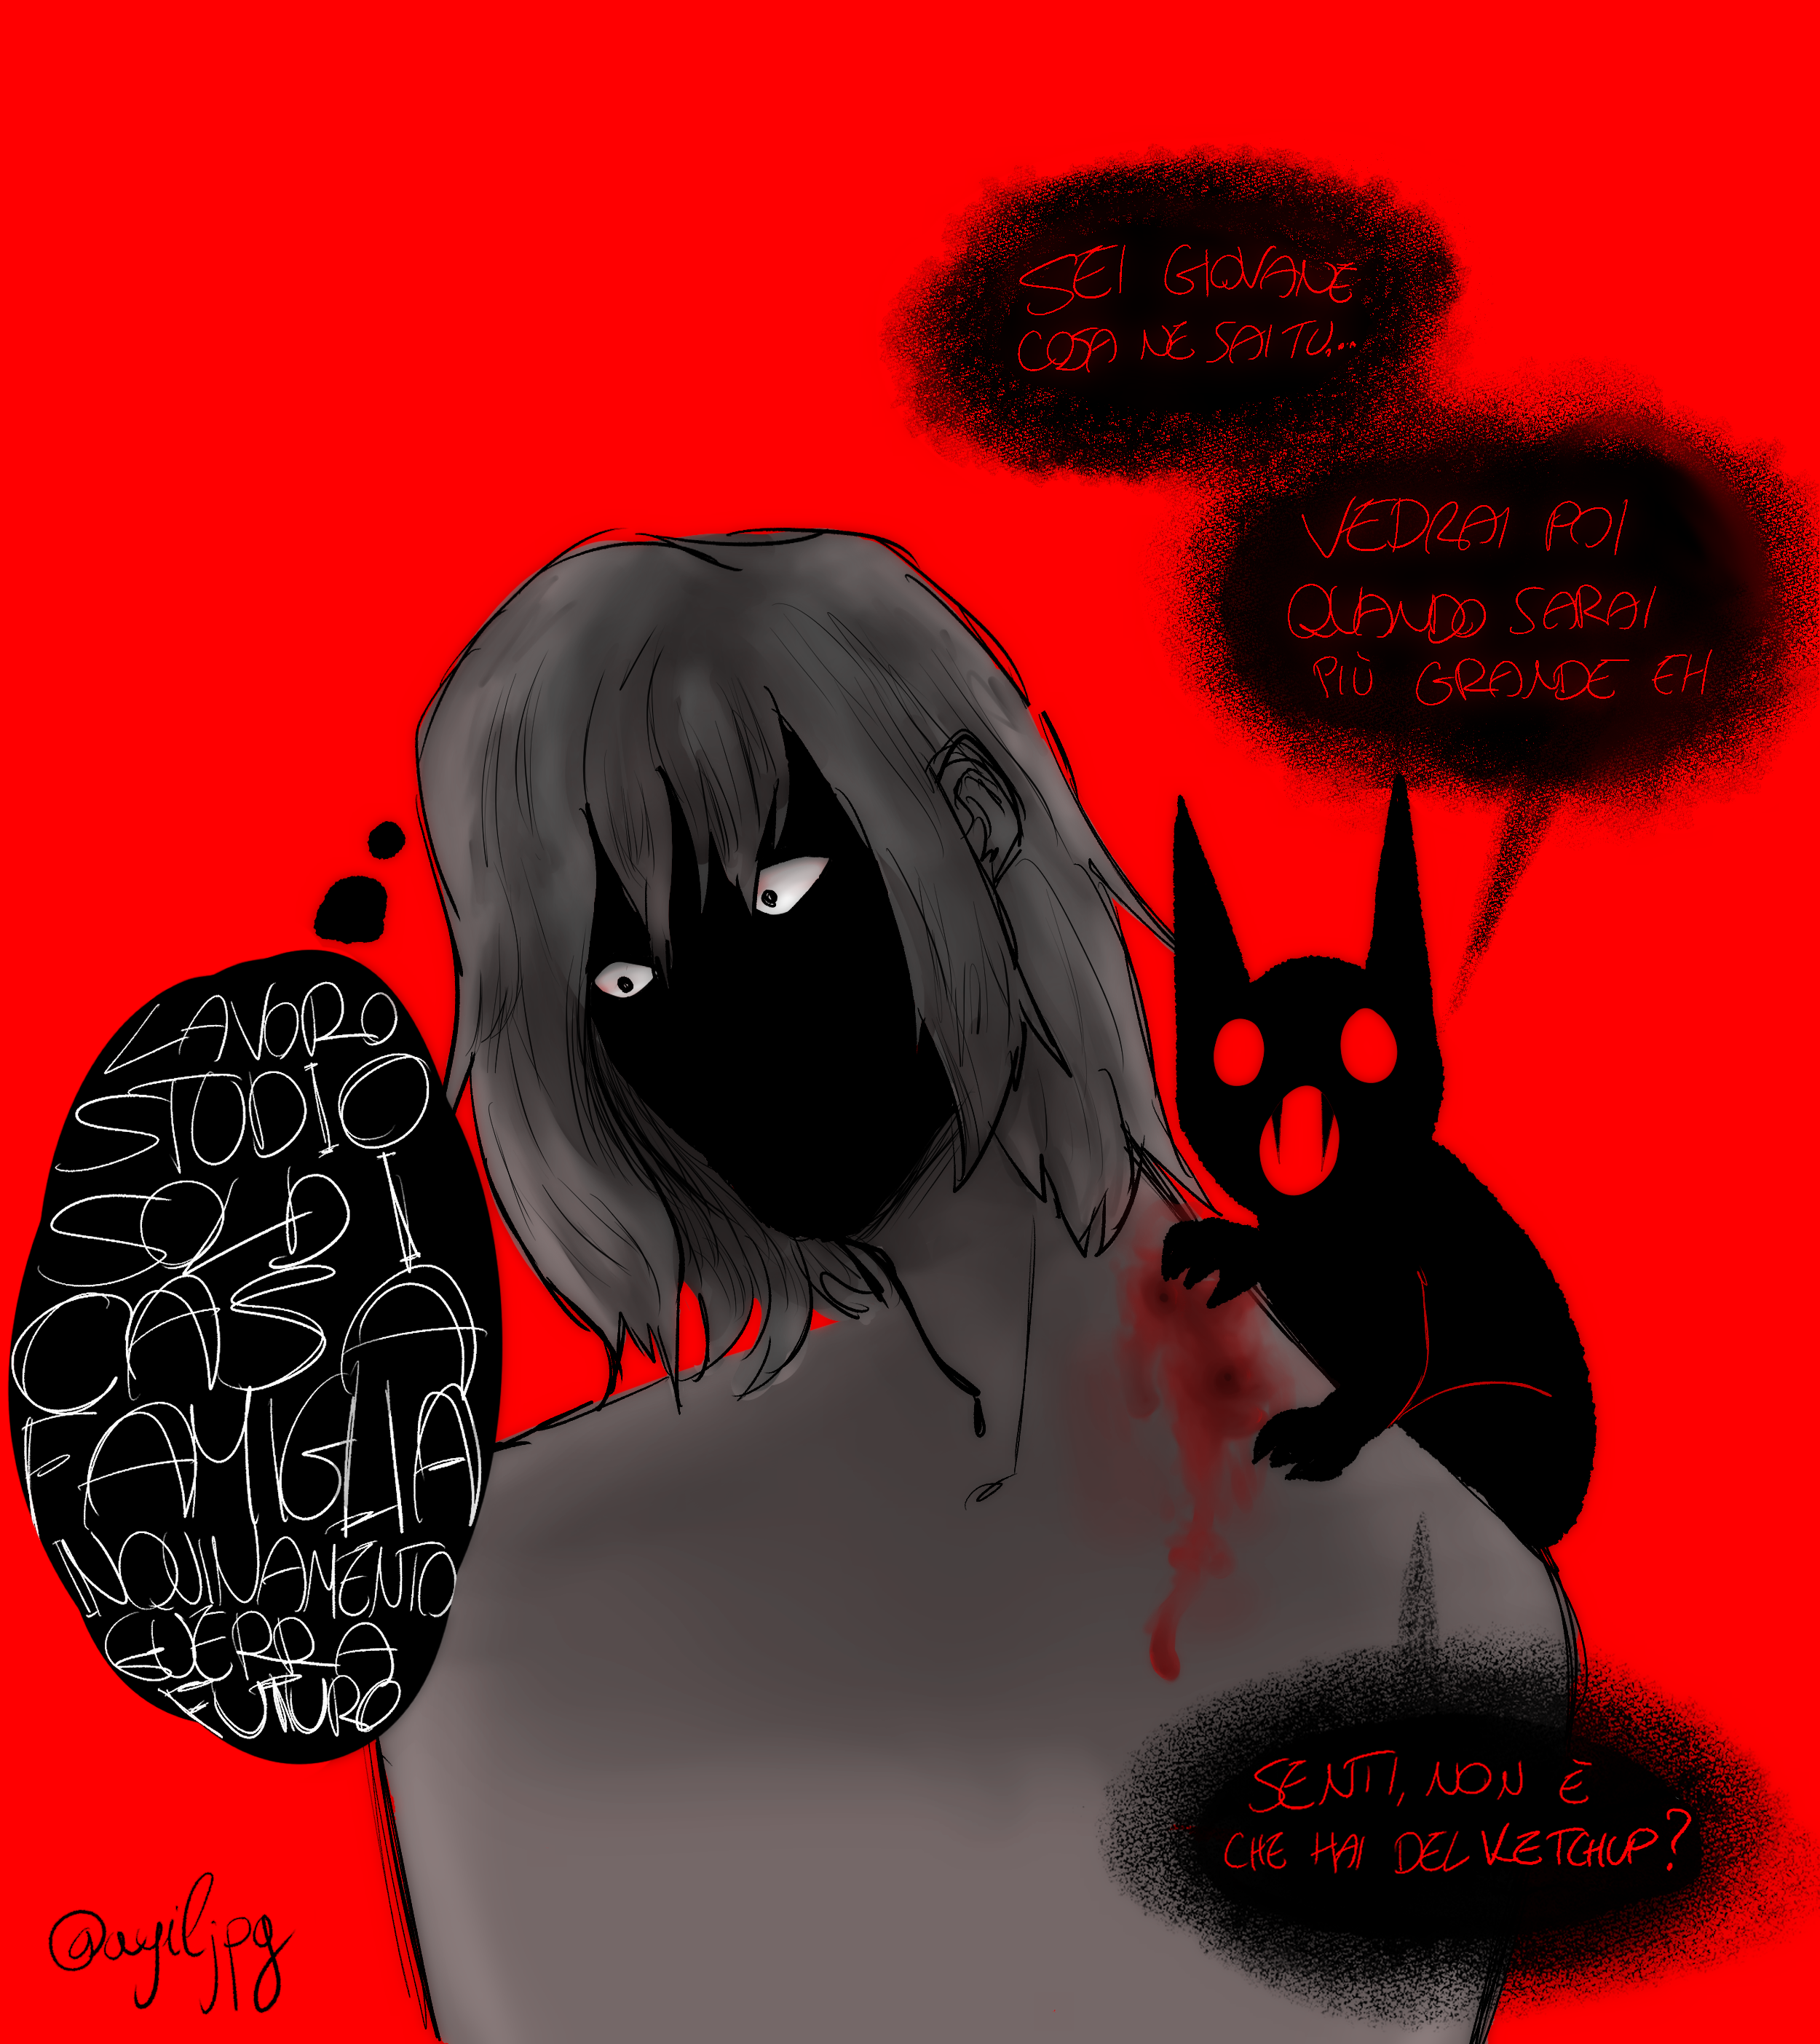 SEI GIOVANE
COSA NE SAI TU...
VEDRAI POI
QUANDO SARAI
PIÙ GRANDE EH
LAVORO
STUDIO
SOLDI
CASA
FAMIGLIA
INQUINAMENTO
GUERRA
FUTURO
SENTI, NON È
CHE HAI DEL KETCHUP?
@ayiljpg